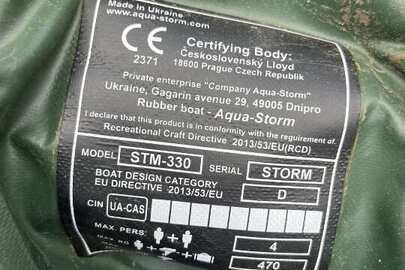 Made in Ukraine
www.aqua-storm.com
CE
2371
Certifying Body:
Československý Lloyd
18600 Prague Czech Republik
Private enterprise "Company Aqua-Storm"
Ukraine, Gagarin avenue 29, 49005 Dnipro
Rubber boat - Aqua-Storm
I declare that this product is in conformity with the requirement of.
Recreational Craft Directive 2013/53/EU(RCD)
MODEL STM-330 SERIAL STORM
BOAT DESIGN CATEGORY
EU DIRECTIVE 2013/53/EU D
CIN UA-CAS
MAX. PERS. 4
MAX KG 470